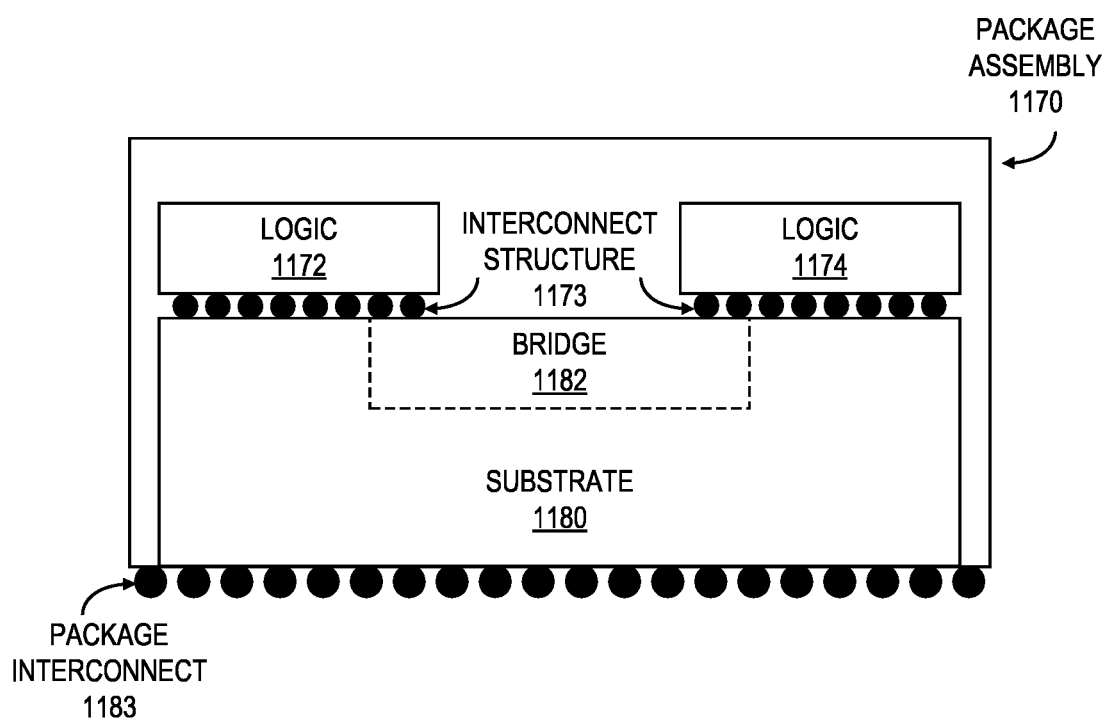 PACKAGE
ASSEMBLY
1170
LOGIC
1172
INTERCONNECT
STRUCTURE
1173
LOGIC
1174
BRIDGE
1182
SUBSTRATE
1180
PACKAGE
INTERCONNECT
1183